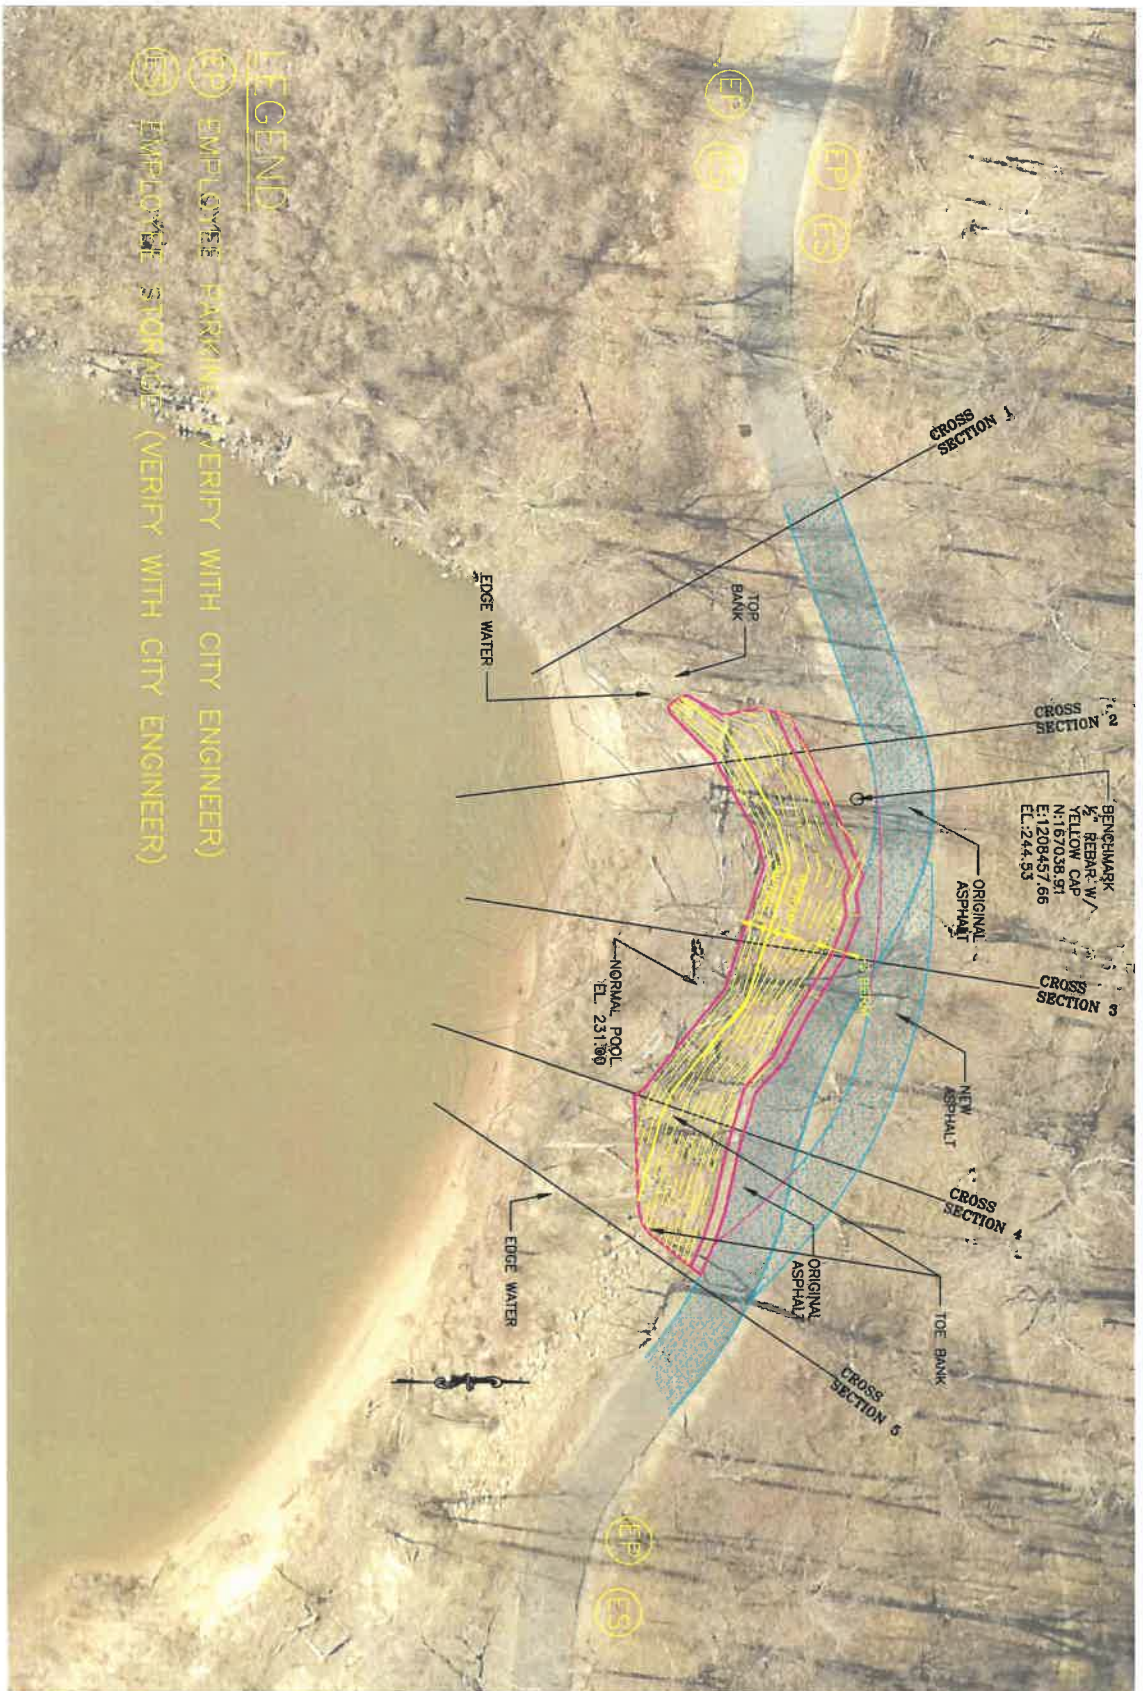 LEGEND
EP EMPLOYEE PARKING (VERIFY WITH CITY ENGINEER)
ES EMPLOYEE STORAGE (VERIFY WITH CITY ENGINEER)
EP
ES
EP
ES
CROSS
SECTION 1
TOP
BANK
EDGE WATER
CROSS
SECTION 2
BENCHMARK
½" REBAR W/
YELLOW CAP
N:167038.91
E:1208457.66
EL:244.53
ORIGINAL
ASPHALT
CROSS
SECTION 3
NORMAL POOL
EL. 231.00
NEW
ASPHALT
CROSS
SECTION 4
ORIGINAL
ASPHALT
TOE BANK
EDGE WATER
CROSS
SECTION 5
EP
ES